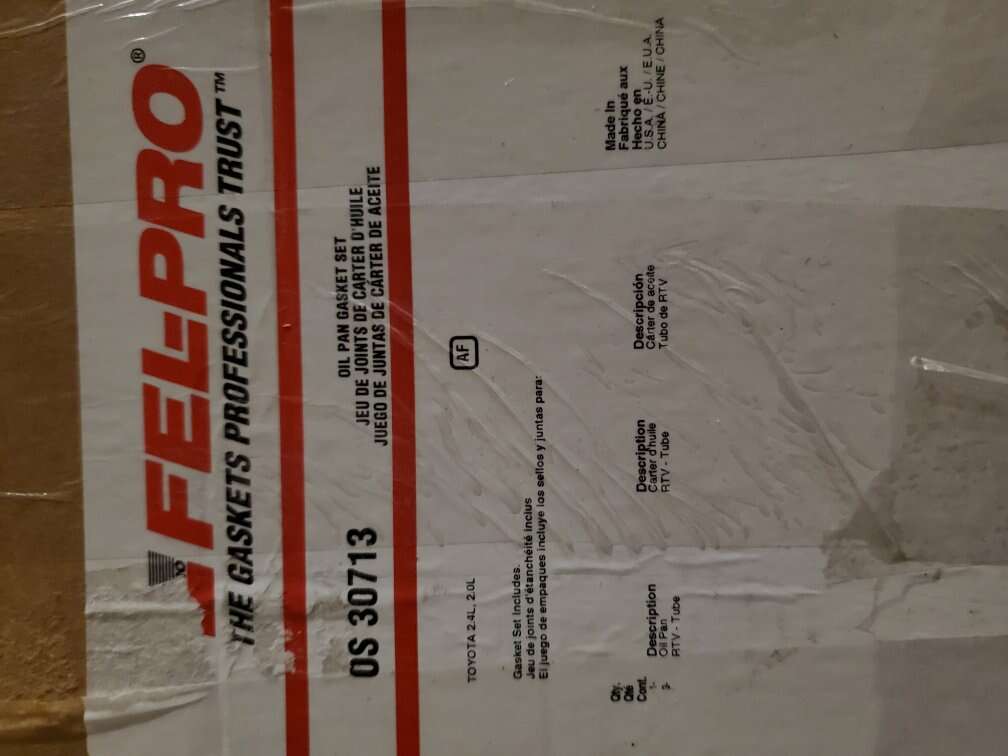 FEL-PRO®
THE GASKETS PROFESSIONALS TRUST™
OS 30713
OIL PAN GASKET SET
JEU DE JOINTS DE CARTER D'HUILE
JUEGO DE JUNTAS DE CÁRTER DE ACEITE
AF
TOYOTA 2.4L, 2.0L
Gasket Set Includes.
Jeu de joints d'étanchéité inclus
El juego de empaques incluye los sellos y juntas para:
Made In
Fabriqué aux
Hecho en
U.S.A. / É.-U. / E.U.A.
CHINA / CHINE / CHINA
Qty.
Qté
Cont.
Description
1- Oil Pan
RTV - Tube
Description
Carter d'huile
RTV - Tube
Descripción
Cárter de aceite
Tubo de RTV